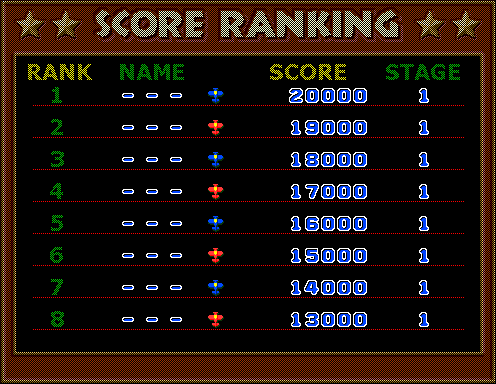 SCORE RANKING
RANK NAME SCORE STAGE
1 - - - 20000 1
2 - - - 19000 1
3 - - - 18000 1
4 - - - 17000 1
5 - - - 16000 1
6 - - - 15000 1
7 - - - 14000 1
8 - - - 13000 1